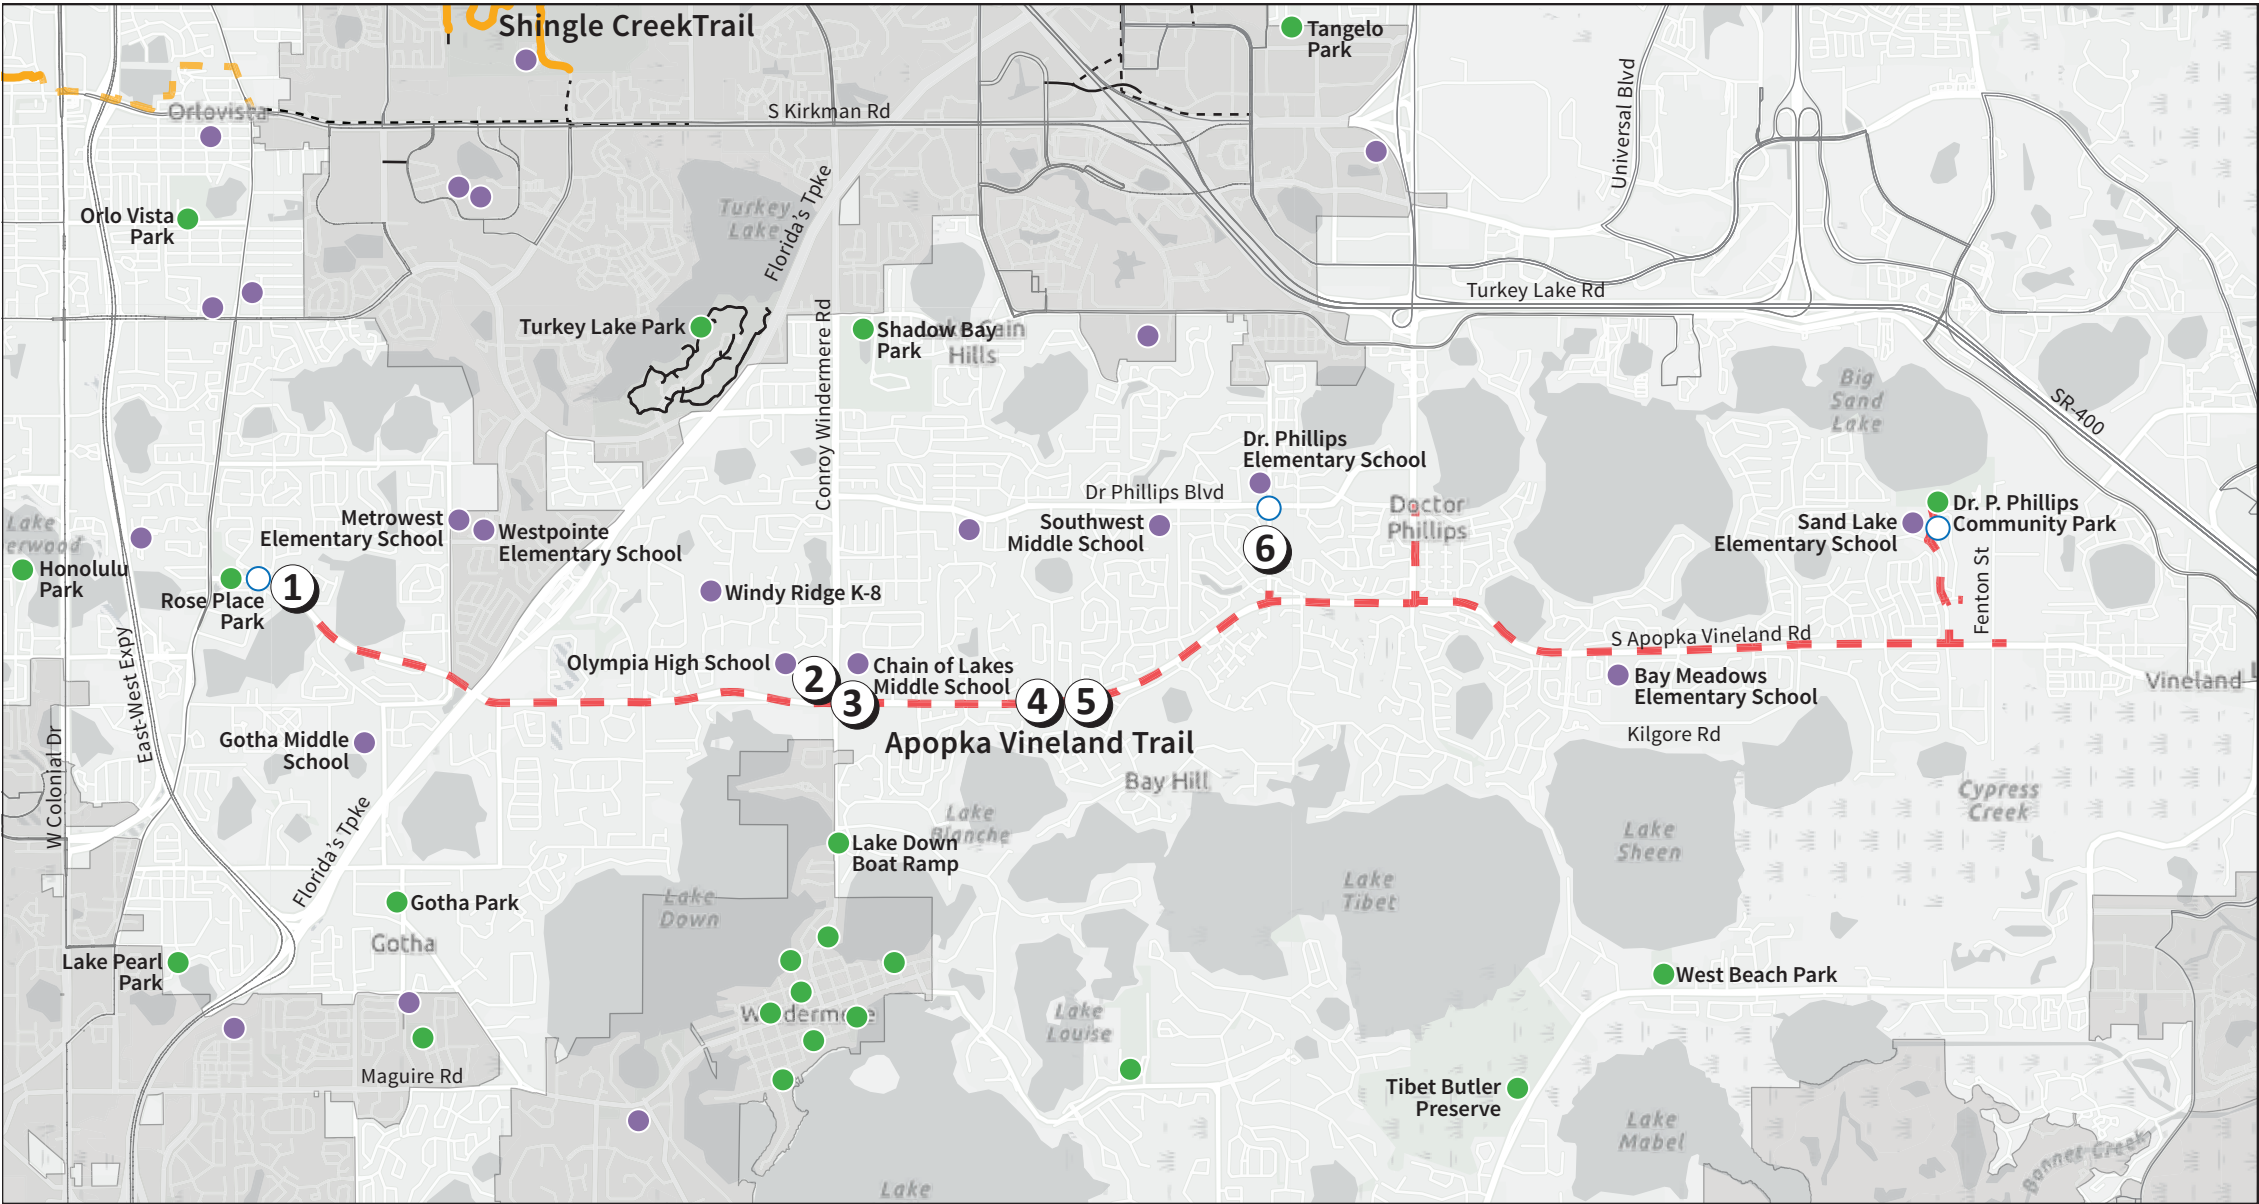 Shingle CreekTrail
Tangelo
Park
Orlovista
S Kirkman Rd
Universal Blvd
Orlo Vista
Park
Turkey
Lake
Florida's Tpke
Turkey Lake Rd
Turkey Lake Park
Shadow Bay
Park
Hills
Conroy Windermere Rd
Big
Sand
Lake
SR-400
Dr. Phillips
Elementary School
Dr Phillips Blvd
Doctor
Phillips
Metrowest
Elementary School
Westpointe
Elementary School
Southwest
Middle School
6
Sand Lake
Elementary School
Dr. P. Phillips
Community Park
Lake
Honolulu
Park
Rose Place
Park
1
Windy Ridge K-8
Fenton St
East-West Expy
Olympia High School
2
Chain of Lakes
Middle School
3
4
5
S Apopka Vineland Rd
Bay Meadows
Elementary School
Vineland
Apopka Vineland Trail
Kilgore Rd
Gotha Middle
School
W Colonial Dr
Bay Hill
Cypress
Creek
Florida's Tpke
Lake
Blanche
Lake Down
Boat Ramp
Lake
Sheen
Lake
Tibet
Lake
Down
Gotha Park
Gotha
Lake Pearl
Park
West Beach Park
Lake
Louise
Maguire Rd
Tibet Butler
Preserve
Lake
Mabel
Bonnet Creek
Lake